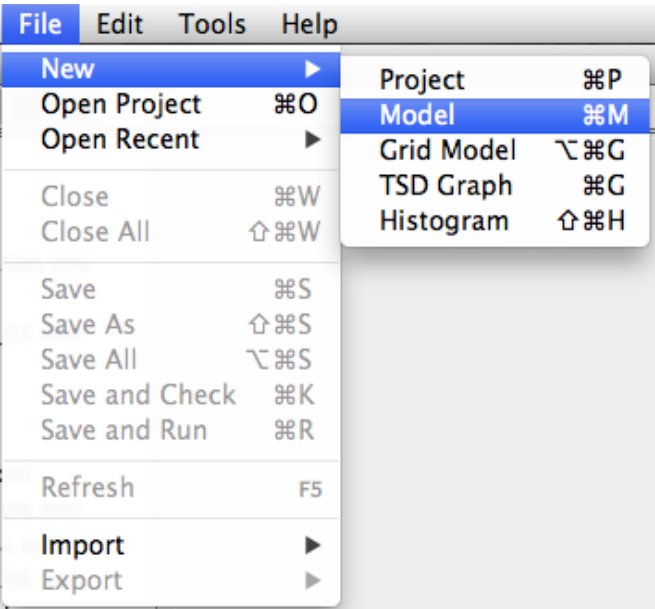 File Edit Tools Help
New ▶
Open Project ⌘O
Open Recent ▶
Close ⌘W
Close All ⇧⌘W
Save ⌘S
Save As ⇧⌘S
Save All ⌥⌘S
Save and Check ⌘K
Save and Run ⌘R
Refresh F5
Import ▶
Export ▶
Project ⌘P
Model ⌘M
Grid Model ⌥⌘G
TSD Graph ⌘G
Histogram ⇧⌘H